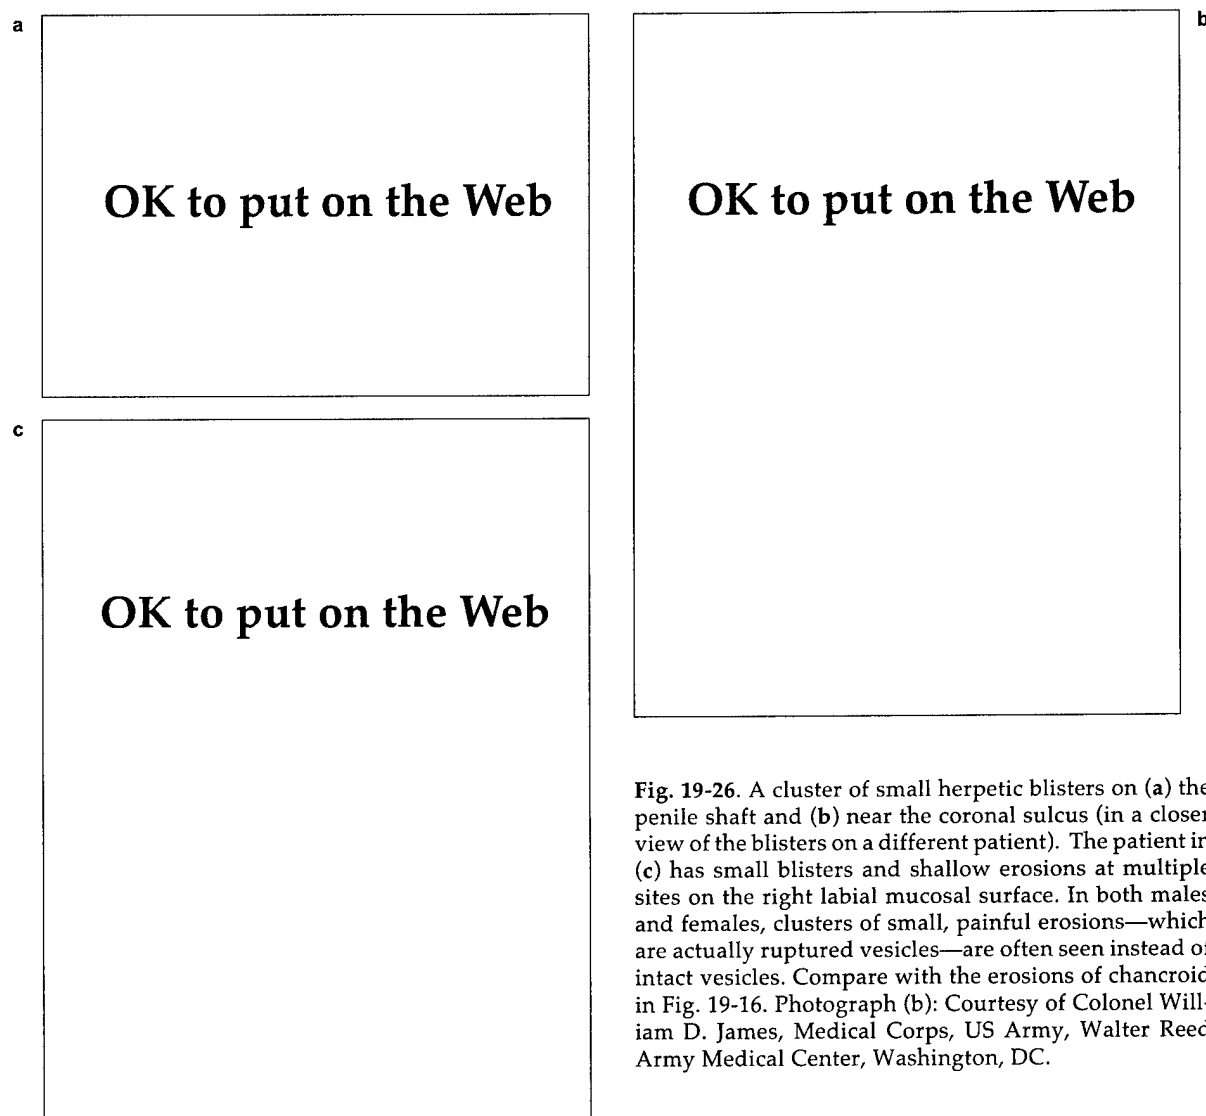 a
OK to put on the Web
b
OK to put on the Web
c
OK to put on the Web
Fig. 19-26. A cluster of small herpetic blisters on (a) the
penile shaft and (b) near the coronal sulcus (in a closer
view of the blisters on a different patient). The patient in
(c) has small blisters and shallow erosions at multiple
sites on the right labial mucosal surface. In both males
and females, clusters of small, painful erosions—which
are actually ruptured vesicles—are often seen instead of
intact vesicles. Compare with the erosions of chancroid
in Fig. 19-16. Photograph (b): Courtesy of Colonel Will-
iam D. James, Medical Corps, US Army, Walter Reed
Army Medical Center, Washington, DC.